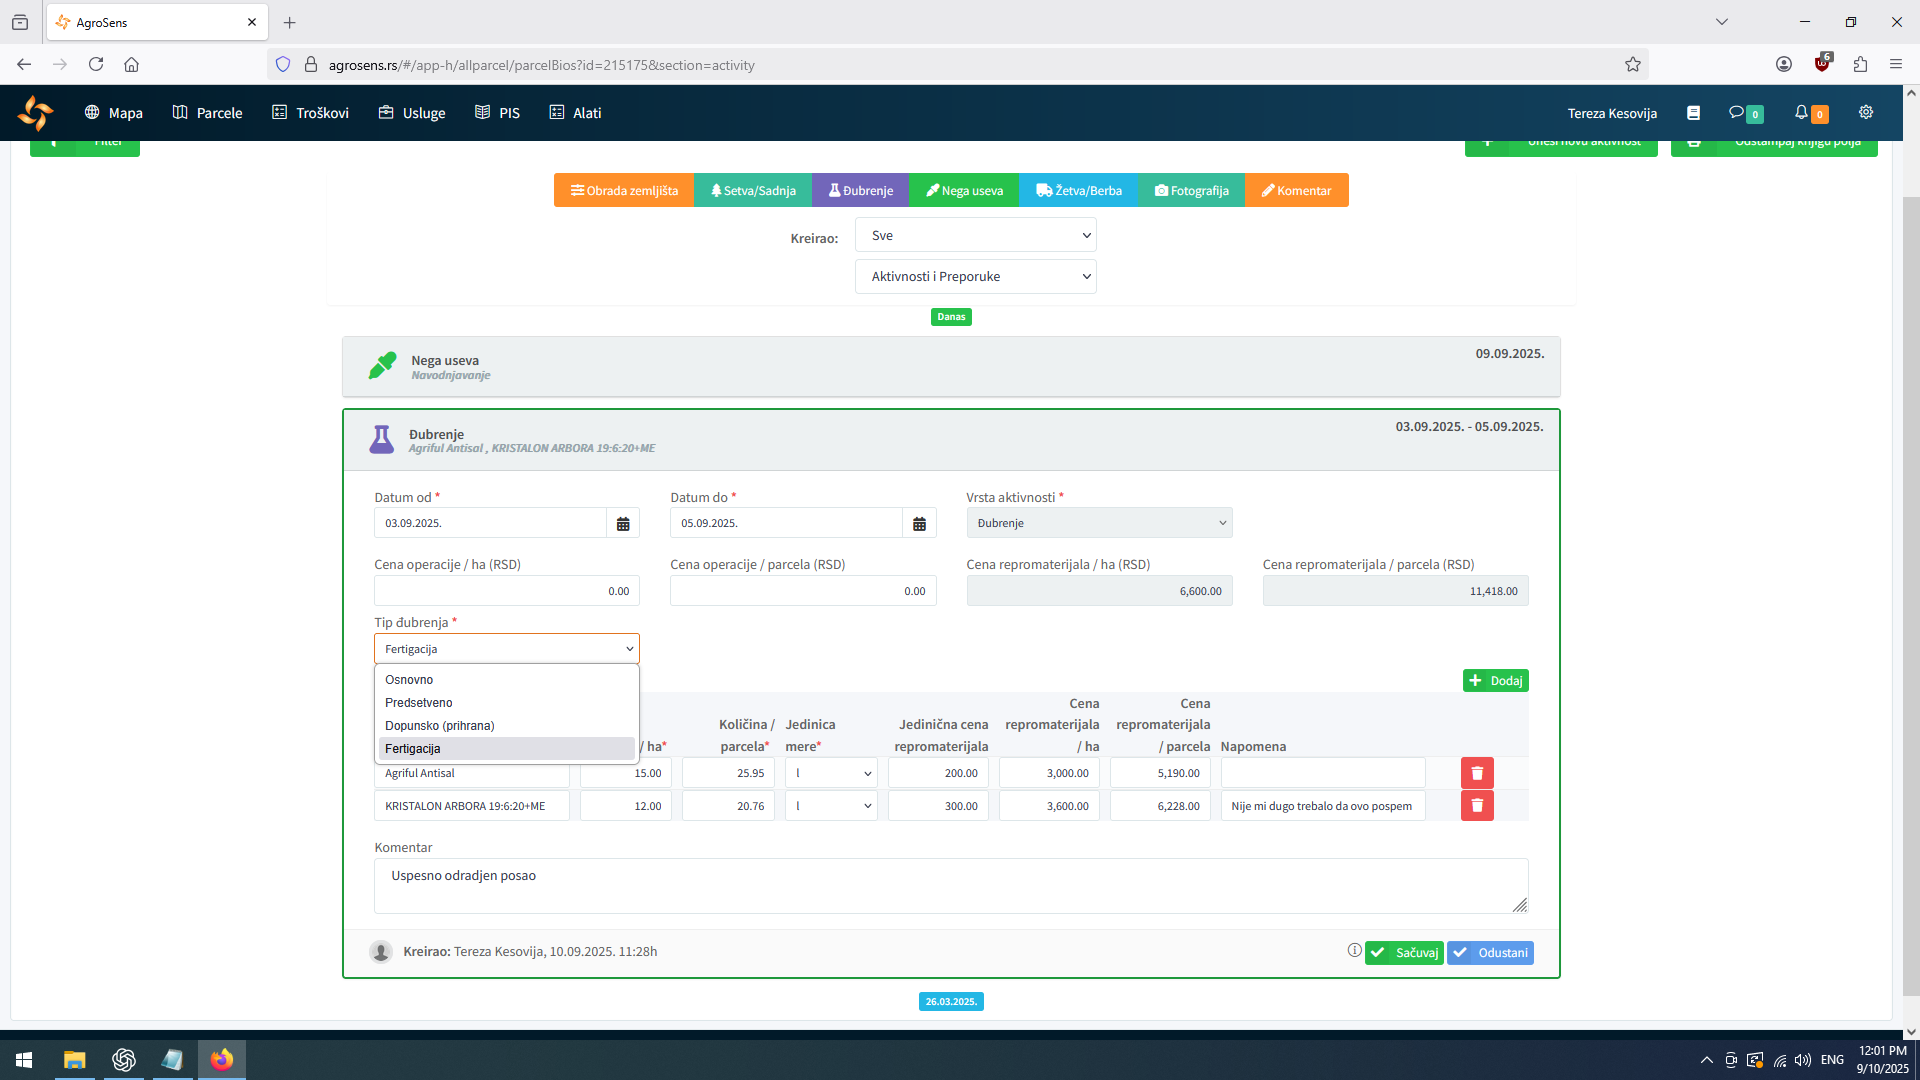 AgroSens
agrosens.rs/#/app-h/allparcel/parcelBios?id=215175&section=activity
6
Mapa
Parcele
Troškovi
Usluge
PIS
Alati
Tereza Kesovija
0
0
Filter
Unesi novu aktivnost
Odštampaj knjigu polja
Obrada zemljišta
Setva/Sadnja
Đubrenje
Nega useva
Žetva/Berba
Fotografija
Komentar
Kreirao:
Sve
Aktivnosti i Preporuke
Danas
Nega useva
Navodnjavanje
09.09.2025.
Đubrenje
Agriful Antisal , KRISTALON ARBORA 19:6:20+ME
03.09.2025. - 05.09.2025.
Datum od *
Datum do *
Vrsta aktivnosti *
03.09.2025.
05.09.2025.
Đubrenje
Cena operacije / ha (RSD)
Cena operacije / parcela (RSD)
Cena repromaterijala / ha (RSD)
Cena repromaterijala / parcela (RSD)
0.00
0.00
6,600.00
11,418.00
Tip đubrenja *
Fertigacija
Osnovno
Predsetveno
Dopunsko (prihrana)
Fertigacija
Dodaj
/ ha*
Količina / parcela*
Jedinica mere*
Jedinična cena repromaterijala
Cena repromaterijala / ha
Cena repromaterijala / parcela
Napomena
Agriful Antisal 15.00 25.95 l 200.00 3,000.00 5,190.00
KRISTALON ARBORA 19:6:20+ME 12.00 20.76 l 300.00 3,600.00 6,228.00 Nije mi dugo trebalo da ovo pospem
Komentar
Uspesno odradjen posao
Kreirao: Tereza Kesovija, 10.09.2025. 11:28h
Sačuvaj
Odustani
26.03.2025.
ENG
12:01 PM
9/10/2025